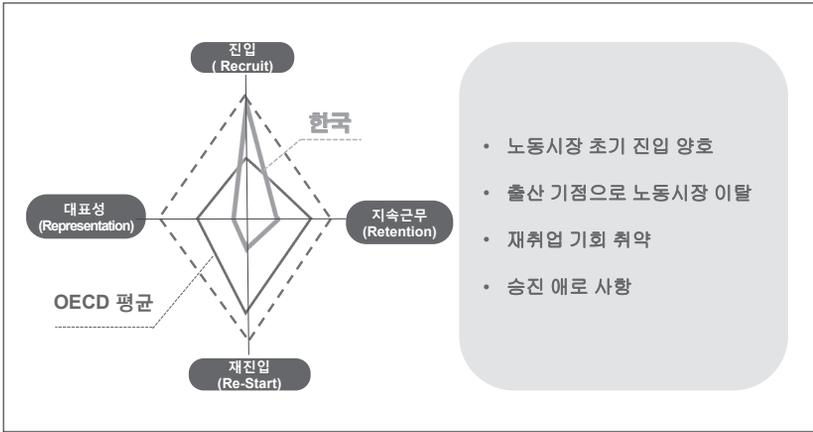 진입
( Recruit)
한국
대표성
(Representation)
지속근무
(Retention)
OECD 평균
재진입
(Re-Start)
• 노동시장 초기 진입 양호
• 출산 기점으로 노동시장 이탈
• 재취업 기회 취약
• 승진 애로 사항